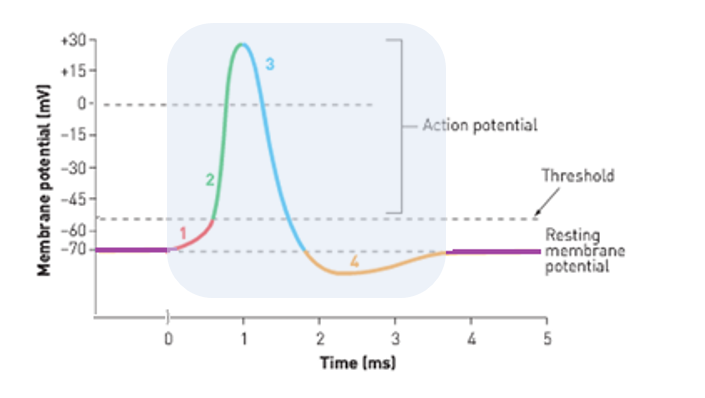 +30
+15
0
−15
−30
−45
−60
−70
Membrane potential (mV)
1
2
3
4
Action potential
Threshold
Resting
membrane
potential
0 1 2 3 4 5
Time (ms)